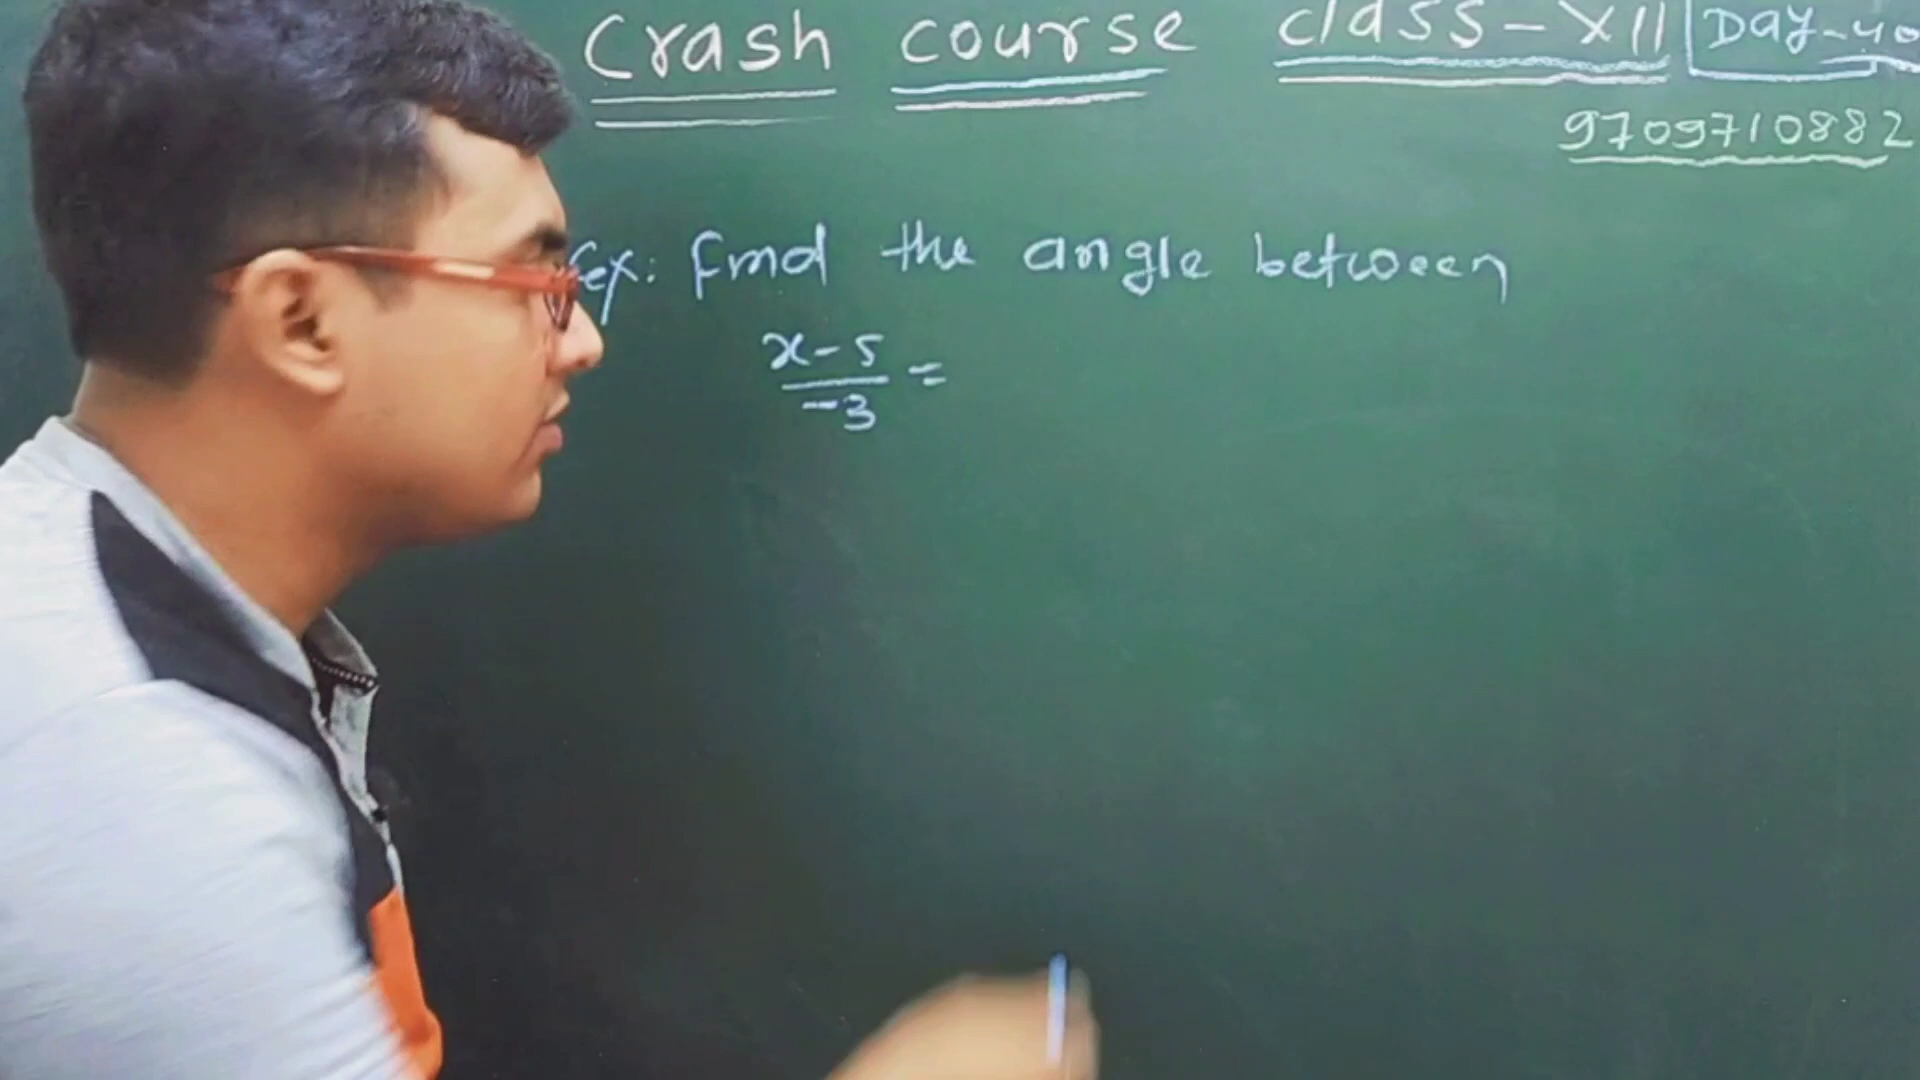 Crash course class-XII Day-40
9709710882
ex: Find the angle between
x-5/-3 =